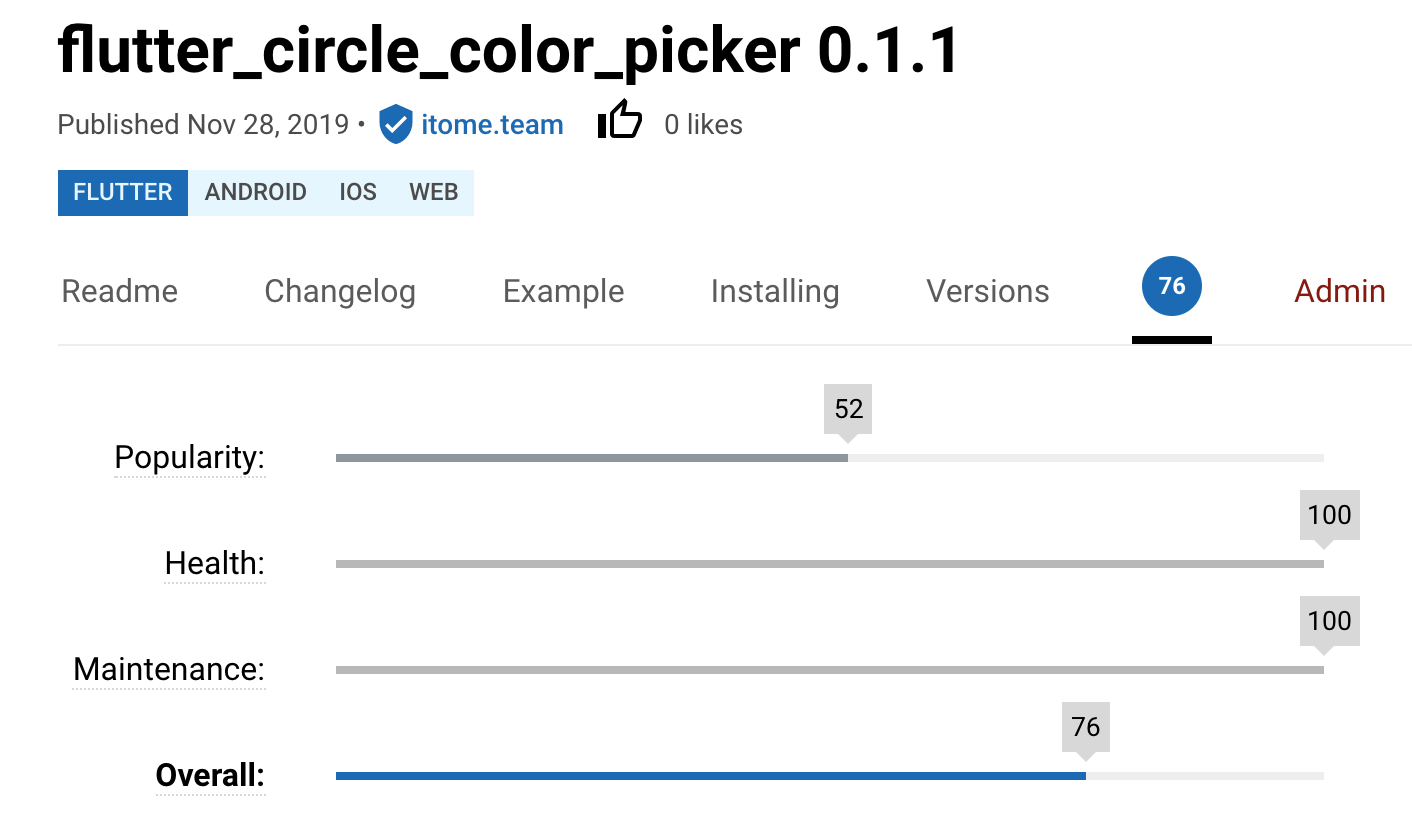 flutter_circle_color_picker 0.1.1
Published Nov 28, 2019 • itome.team 0 likes
FLUTTER ANDROID IOS WEB
Readme Changelog Example Installing Versions 76 Admin
52
Popularity:
100
Health:
100
Maintenance:
76
Overall: